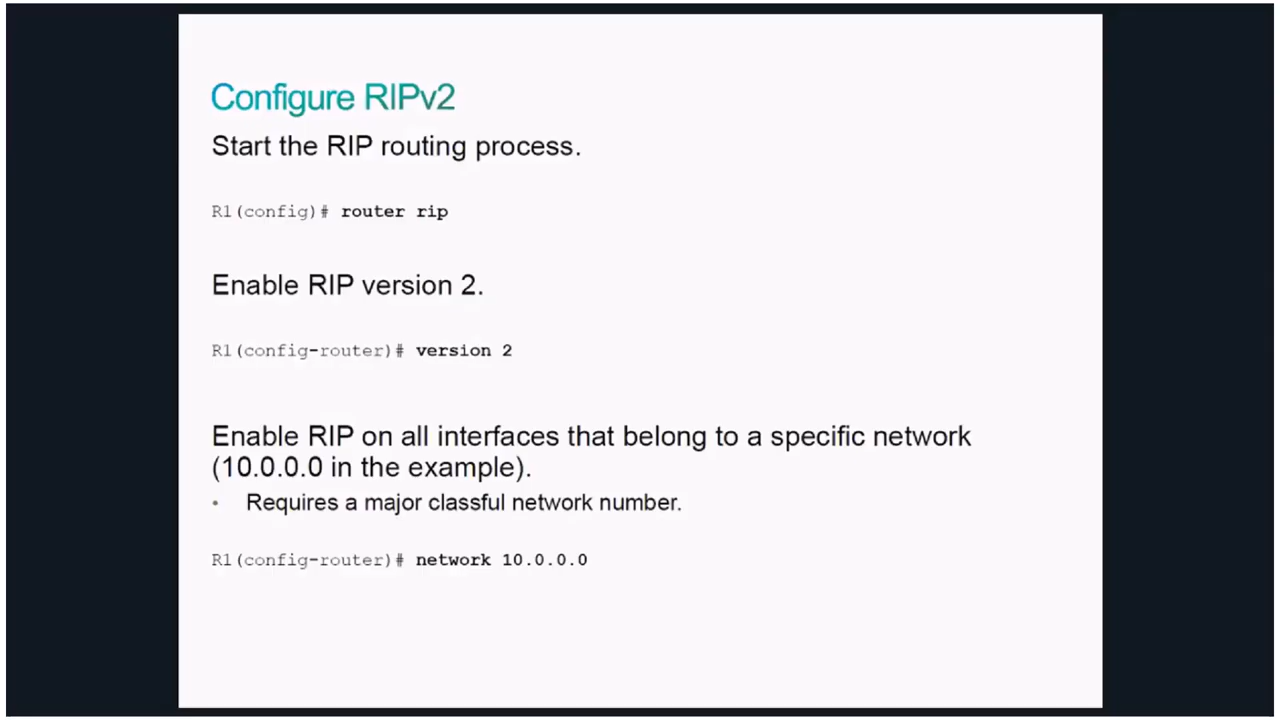 Configure RIPv2
Start the RIP routing process.
R1(config)# router rip
Enable RIP version 2.
R1(config-router)# version 2
Enable RIP on all interfaces that belong to a specific network
(10.0.0.0 in the example).
• Requires a major classful network number.
R1(config-router)# network 10.0.0.0